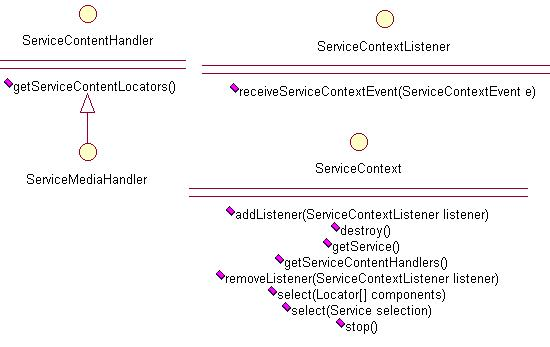 ServiceContentHandler
getServiceContentLocators()
ServiceMediaHandler
ServiceContextListener
receiveServiceContextEvent(ServiceContextEvent e)
ServiceContext
addListener(ServiceContextListener listener)
destroy()
getService()
getServiceContentHandlers()
removeListener(ServiceContextListener listener)
select(Locator[] components)
select(Service selection)
stop()